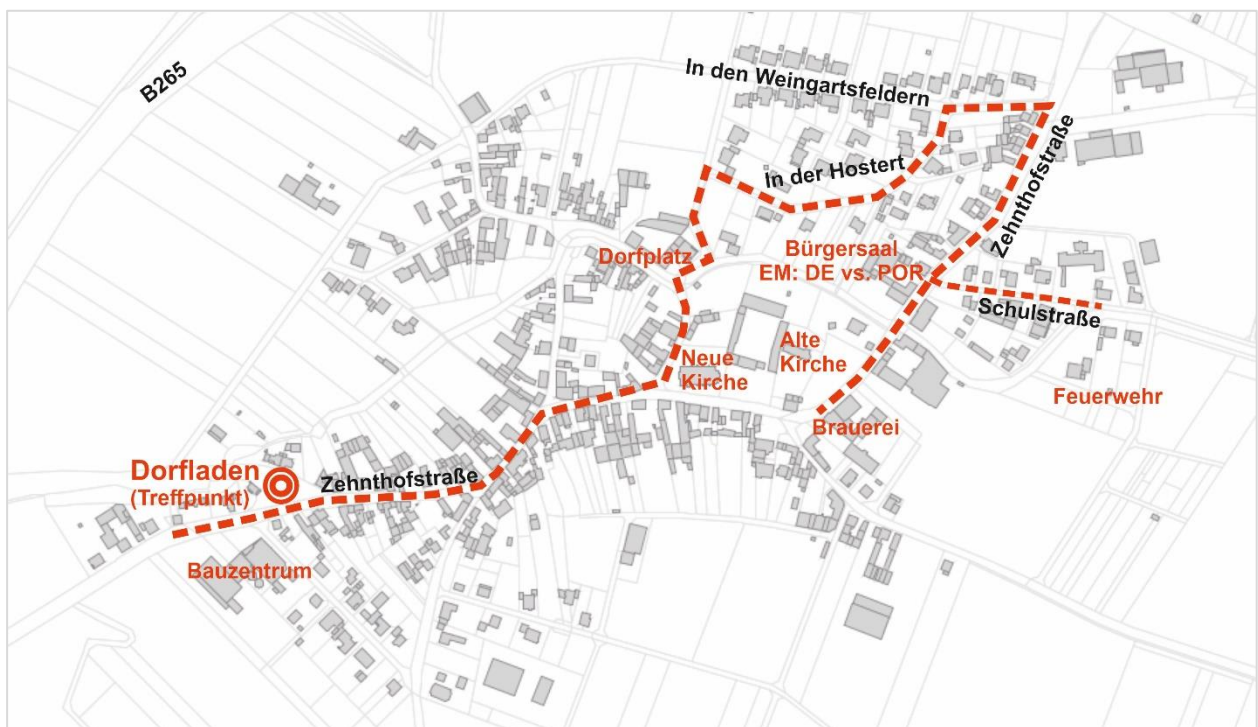 B265
In den Weingartsfeldern
In der Hostert
Zehnthofstraße
Dorfplatz
Bürgersaal
EM: DE vs. POR
Schulstraße
Neue
Kirche
Alte
Kirche
Feuerwehr
Brauerei
Dorfladen
(Treffpunkt)
Zehnthofstraße
Bauzentrum